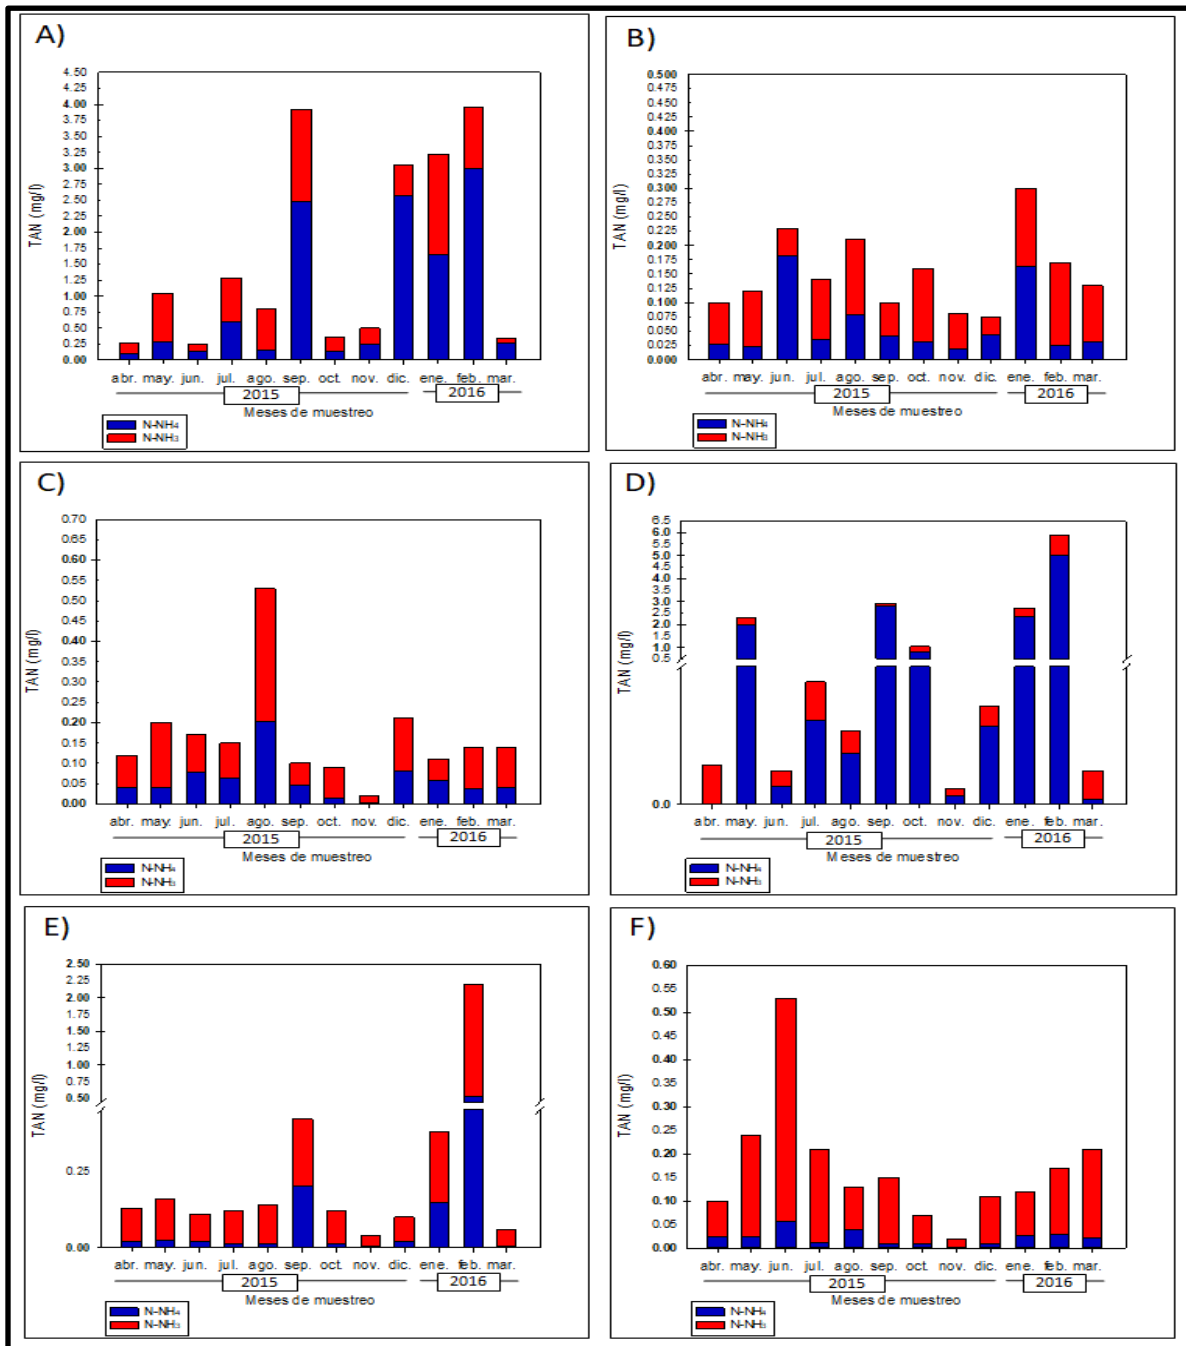 A)
TAN (mg/l)
4.50
4.25
4.00
3.75
3.50
3.25
3.00
2.75
2.50
2.25
2.00
1.75
1.50
1.25
1.00
0.75
0.50
0.25
0.00
abr. may. jun. jul. ago. sep. oct. nov. dic. ene. feb. mar.
2015 2016
Meses de muestreo
N-NH₄
N-NH₃
B)
TAN (mg/l)
0.500
0.475
0.450
0.425
0.400
0.375
0.350
0.325
0.300
0.275
0.250
0.225
0.200
0.175
0.150
0.125
0.100
0.075
0.050
0.025
0.000
abr. may. jun. jul. ago. sep. oct. nov. dic. ene. feb. mar.
2015 2016
Meses de muestreo
N-NH₄
N-NH₃
C)
TAN (mg/l)
0.70
0.65
0.60
0.55
0.50
0.45
0.40
0.35
0.30
0.25
0.20
0.15
0.10
0.05
0.00
abr. may. jun. jul. ago. sep. oct. nov. dic. ene. feb. mar.
2015 2016
Meses de muestreo
N-NH₄
N-NH₃
D)
TAN (mg/l)
6.5
6.0
5.5
5.0
4.5
4.0
3.5
3.0
2.5
2.0
1.5
1.0
0.5
0.0
abr. may. jun. jul. ago. sep. oct. nov. dic. ene. feb. mar.
2015 2016
Meses de muestreo
N-NH₄
N-NH₃
E)
TAN (mg/l)
2.50
2.25
2.00
1.75
1.50
1.25
1.00
0.75
0.50
0.25
0.00
abr. may. jun. jul. ago. sep. oct. nov. dic. ene. feb. mar.
2015 2016
Meses de muestreo
N-NH₄
N-NH₃
F)
TAN (mg/l)
0.60
0.55
0.50
0.45
0.40
0.35
0.30
0.25
0.20
0.15
0.10
0.05
0.00
abr. may. jun. jul. ago. sep. oct. nov. dic. ene. feb. mar.
2015 2016
Meses de muestreo
N-NH₄
N-NH₃